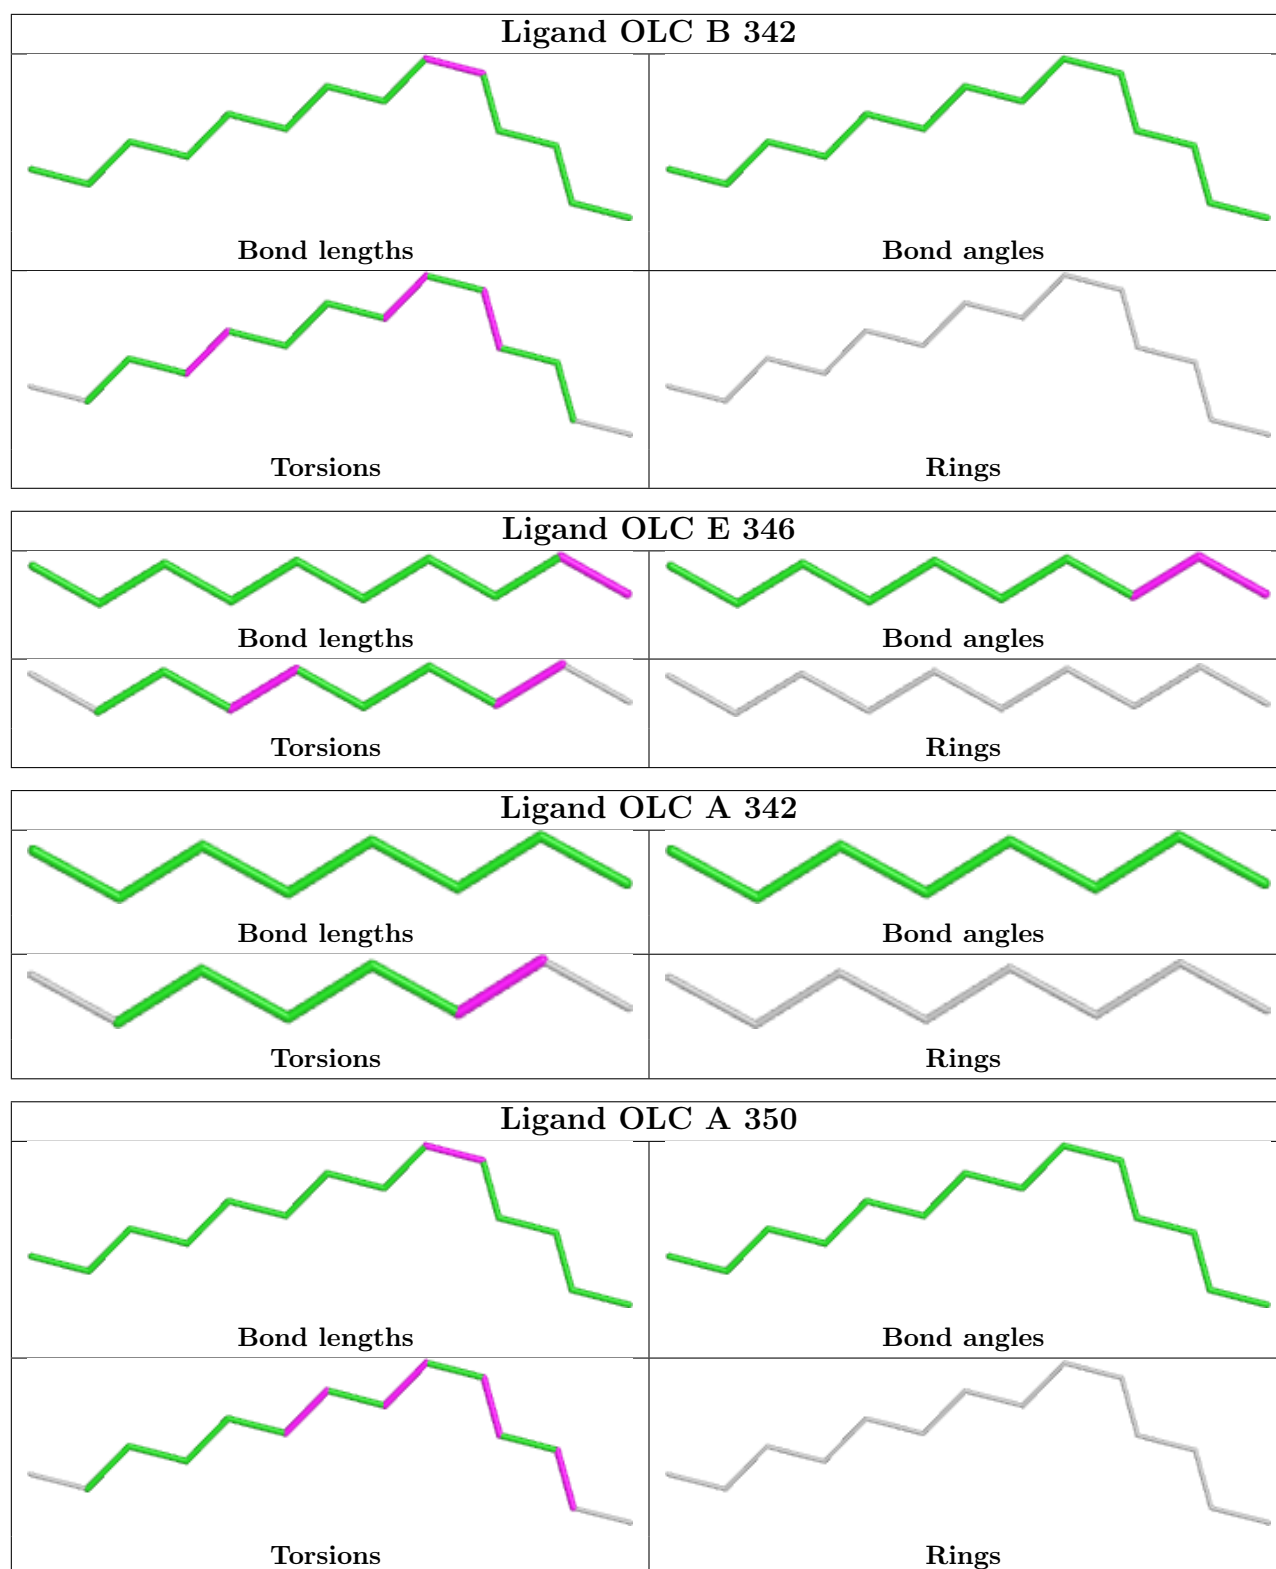 Ligand OLC B 342
Bond lengths
Bond angles
Torsions
Rings
Ligand OLC E 346
Bond lengths
Bond angles
Torsions
Rings
Ligand OLC A 342
Bond lengths
Bond angles
Torsions
Rings
Ligand OLC A 350
Bond lengths
Bond angles
Torsions
Rings